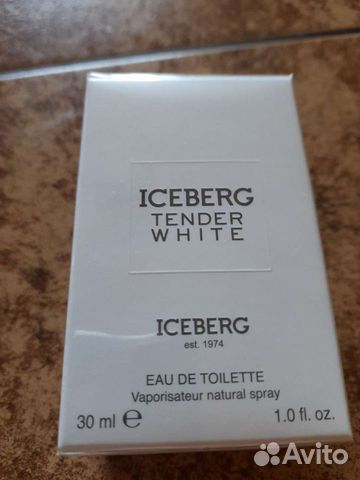 ICEBERG
TENDER
WHITE
ICEBERG
est. 1974
EAU DE TOILETTE
Vaporisateur natural spray
30 ml ℮ 1.0 fl. oz.
Avito